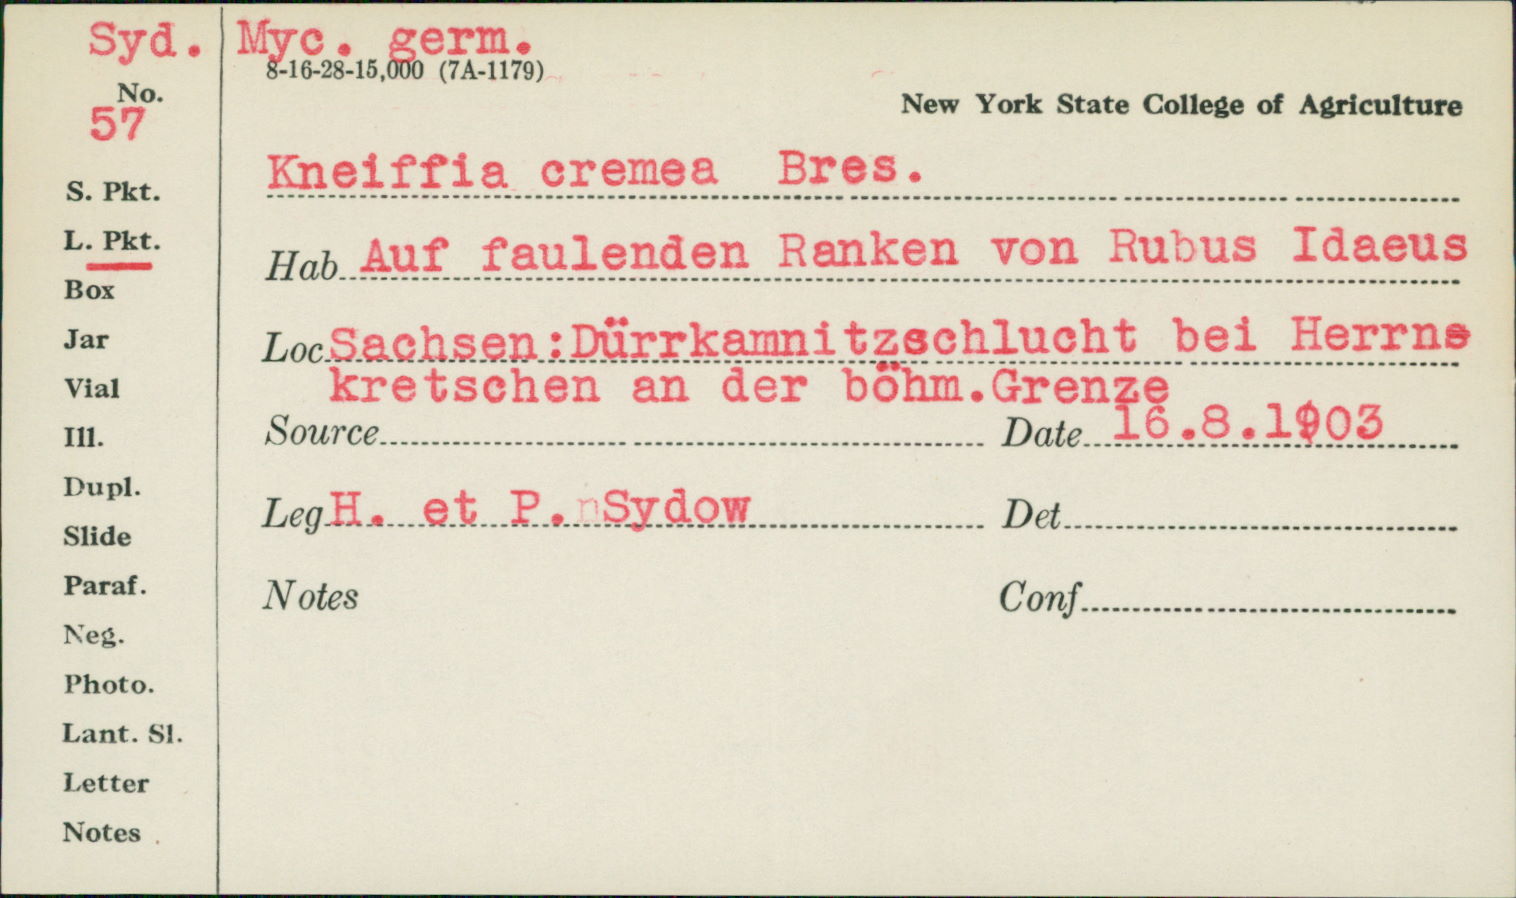 Syd. Myc. germ.
8-16-28-15,000 (7A-1179)
No.
57
New York State College of Agriculture
Kneiffia cremea Bres.
S. Pkt.
L. Pkt.
Hab Auf faulenden Ranken von Rubus Idaeus
Box
Jar
Loc Sachsen:Dürrkamnitzschlucht bei Herrns
kretschen an der böhm.Grenze
Vial
Ill.
Source
Date 16.8.1903
Dupl.
Leg H. et P. Sydow
Det
Slide
Paraf.
Notes
Conf
Neg.
Photo.
Lant. Sl.
Letter
Notes